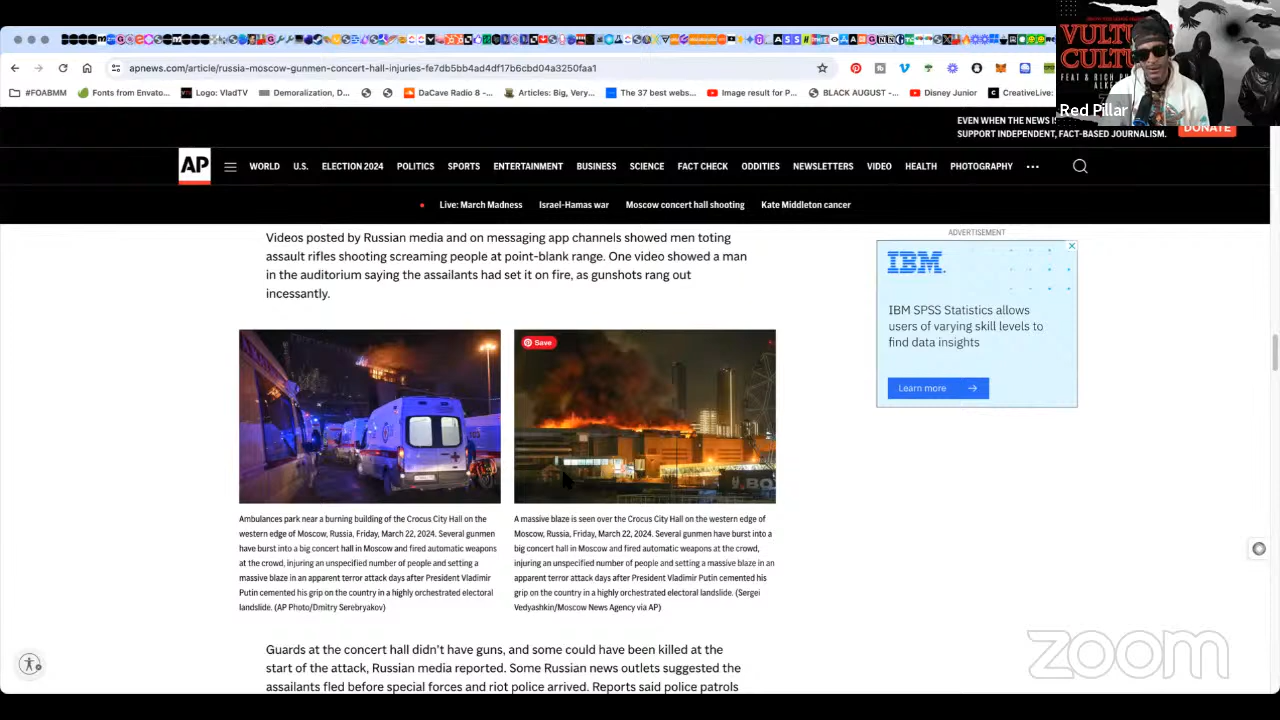 apnews.com/article/russia-moscow-gunmen-concert-hall-deaths-fe7db5bb4ad4df17b6cbd04a3250faa1
#FOABMM
Fonts from Envato...
Logo: VladTV
Demoralization, D...
DaCave Radio 8 -...
Articles: Big, Very...
The 37 best webs...
Image result for P...
BLACK AUGUST -...
Disney Junior
CreativeLive:
Red Pillar
EVEN WHEN THE NEWS IS
SUPPORT INDEPENDENT, FACT-BASED JOURNALISM.
DONATE
AP
WORLD
U.S.
ELECTION 2024
POLITICS
SPORTS
ENTERTAINMENT
BUSINESS
SCIENCE
FACT CHECK
ODDITIES
NEWSLETTERS
VIDEO
HEALTH
PHOTOGRAPHY
Live: March Madness
Israel-Hamas war
Moscow concert hall shooting
Kate Middleton cancer
Videos posted by Russian media and on messaging app channels showed men toting
assault rifles shooting screaming people at point-blank range. One video showed a man
in the auditorium saying the assailants had set it on fire, as gunshots rang out
incessantly.
ADVERTISEMENT
IBM
IBM SPSS Statistics allows
users of varying skill levels to
find data insights
Learn more
Save
Ambulances park near a burning building of the Crocus City Hall on the
western edge of Moscow, Russia, Friday, March 22, 2024. Several gunmen
have burst into a big concert hall in Moscow and fired automatic weapons
at the crowd, injuring an unspecified number of people and setting a
massive blaze in an apparent terror attack days after President Vladimir
Putin cemented his grip on the country in a highly orchestrated electoral
landslide. (AP Photo/Dmitry Serebryakov)
A massive blaze is seen over the Crocus City Hall on the western edge of
Moscow, Russia, Friday, March 22, 2024. Several gunmen have burst into a
big concert hall in Moscow and fired automatic weapons at the crowd,
injuring an unspecified number of people and setting a massive blaze in an
apparent terror attack days after President Vladimir Putin cemented his
grip on the country in a highly orchestrated electoral landslide. (Sergei
Vedyashkin/Moscow News Agency via AP)
Guards at the concert hall didn't have guns, and some could have been killed at the
start of the attack, Russian media reported. Some Russian news outlets suggested the
assailants fled before special forces and riot police arrived. Reports said police patrols
zoom